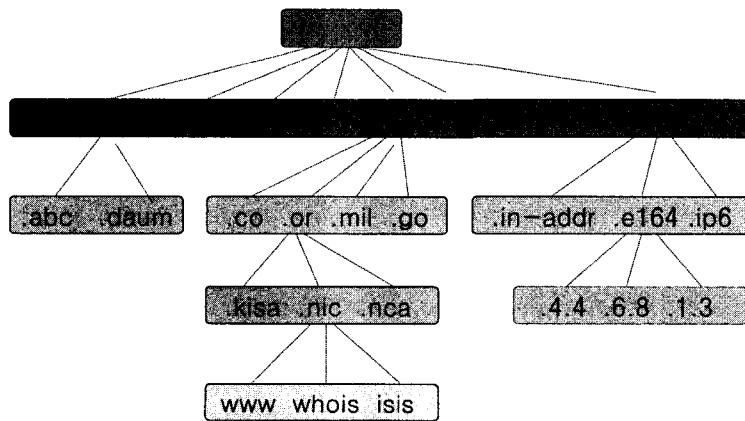 .abc .daum
.co .or .mil .go
.in-addr .e164 .ip6
.kisa .nic .nca
.4.4 .6.8 .1.3
www whois isis